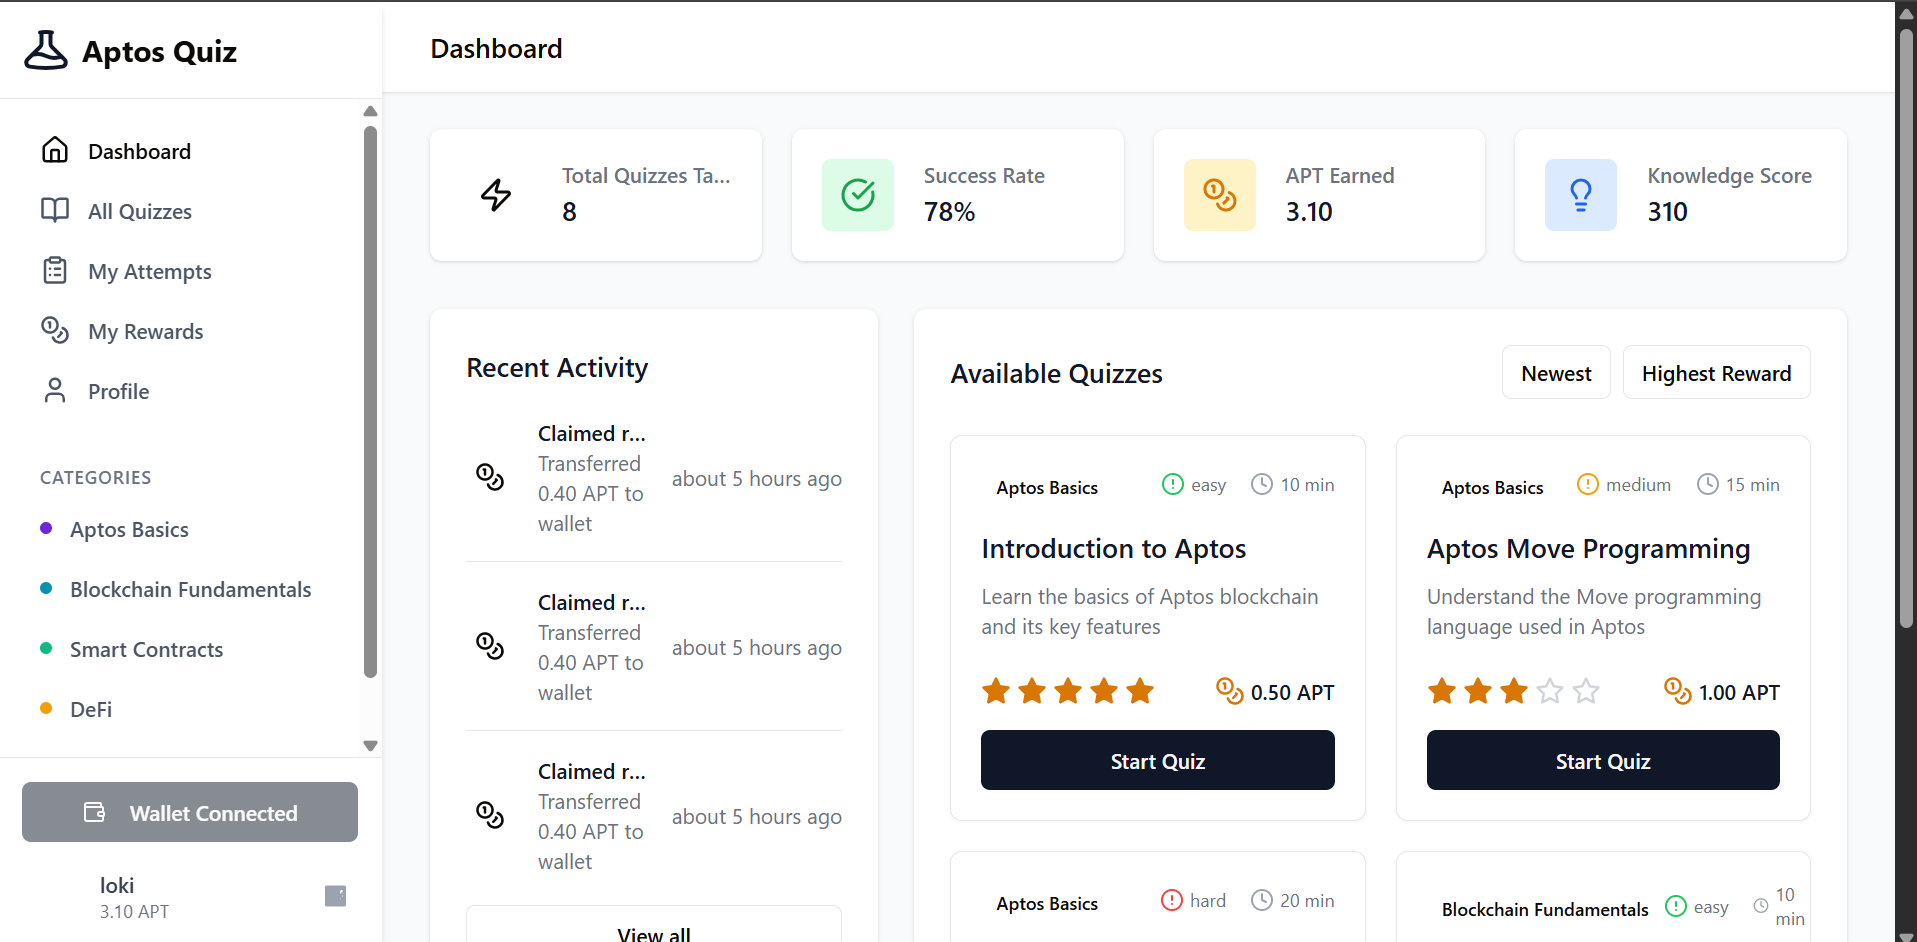 Aptos Quiz
Dashboard
All Quizzes
My Attempts
My Rewards
Profile
CATEGORIES
Aptos Basics
Blockchain Fundamentals
Smart Contracts
DeFi
Wallet Connected
loki
3.10 APT
Dashboard
Total Quizzes Ta...
8
Success Rate
78%
APT Earned
3.10
Knowledge Score
310
Recent Activity
Claimed r...
Transferred
0.40 APT to
wallet
about 5 hours ago
Claimed r...
Transferred
0.40 APT to
wallet
about 5 hours ago
Claimed r...
Transferred
0.40 APT to
wallet
about 5 hours ago
View all
Available Quizzes
Newest
Highest Reward
Aptos Basics
easy
10 min
Introduction to Aptos
Learn the basics of Aptos blockchain
and its key features
0.50 APT
Start Quiz
Aptos Basics
medium
15 min
Aptos Move Programming
Understand the Move programming
language used in Aptos
1.00 APT
Start Quiz
Aptos Basics
hard
20 min
Blockchain Fundamentals
easy
10
min